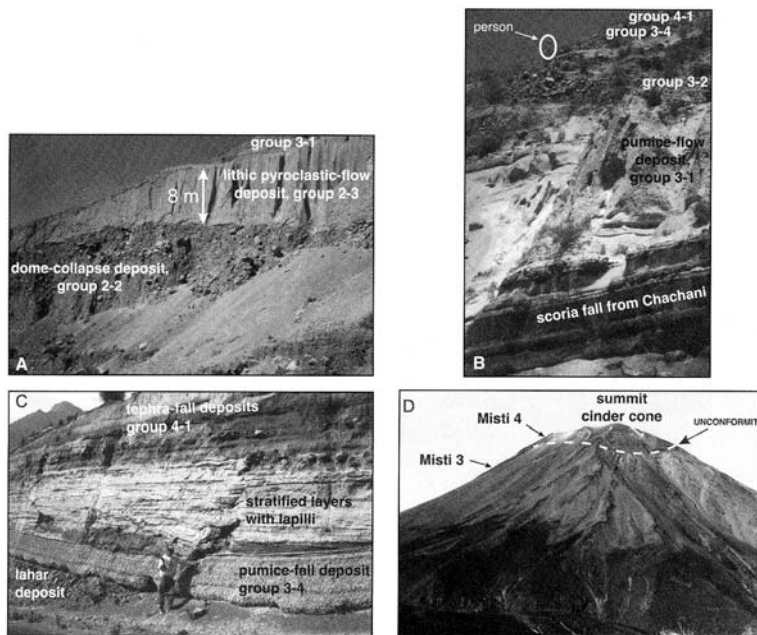 group 3-1
lithic pyroclastic-flow
deposit, group 2-3
8 m
dome-collapse deposit,
group 2-2
A
person
group 4-1
group 3-4
group 3-2
pumice-flow
deposit,
group 3-1
scoria fall from Chachani
B
C
tephra-fall deposits
group 4-1
stratified layers
with lapilli
pumice-fall deposit
group 3-4
lahar
deposit
D
summit
cinder cone
Misti 4
UNCONFORMIT
Misti 3